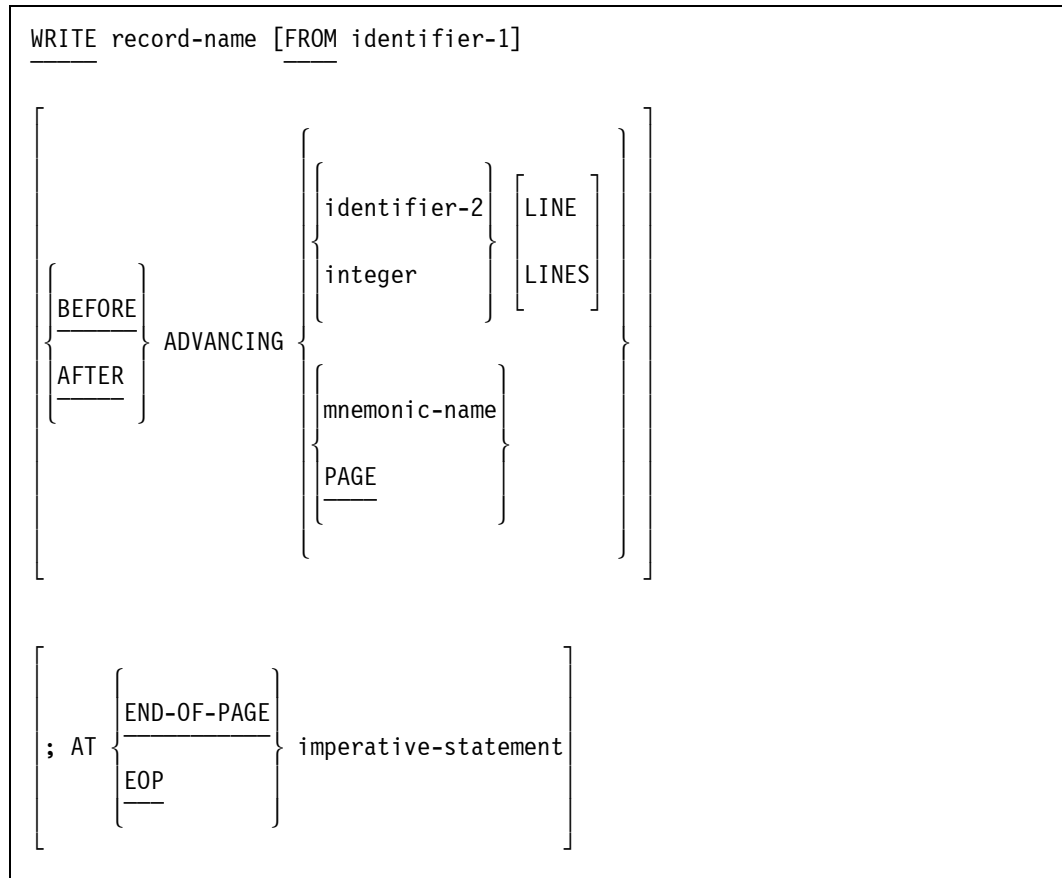 WRITE record-name [FROM identifier-1]
identifier-2 LINE
integer LINES
BEFORE
ADVANCING
AFTER
mnemonic-name
PAGE
END-OF-PAGE
; AT imperative-statement
EOP